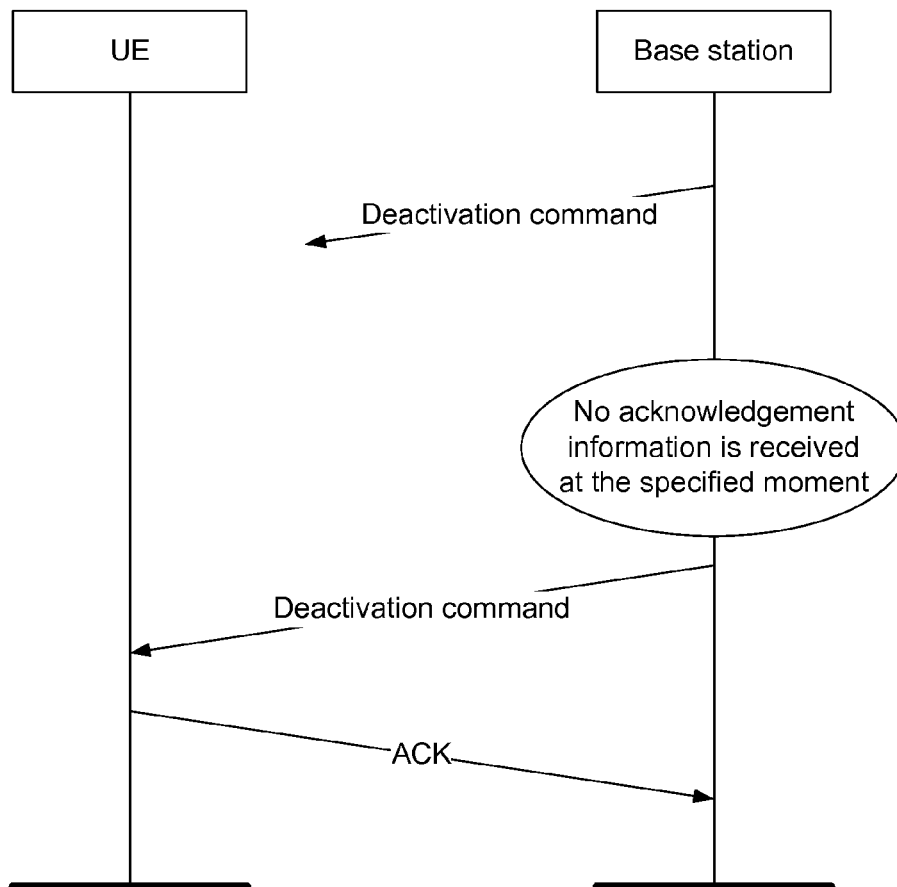 UE
Base station
Deactivation command
No acknowledgement
information is received
at the specified moment
Deactivation command
ACK